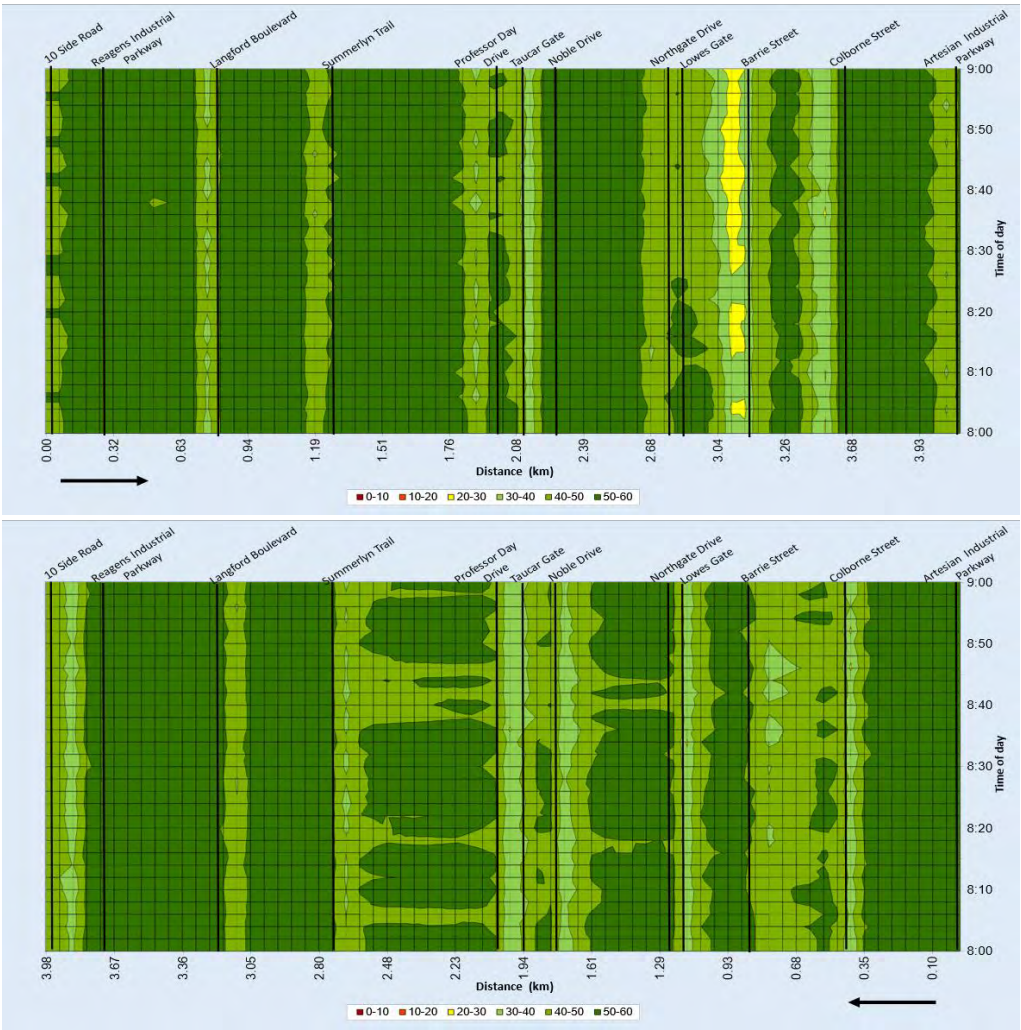 10 Side Road
Reagens Industrial
Parkway
Langford Boulevard
Summerlyn Trail
Professor Day
Drive
Taucar Gate
Noble Drive
Northgate Drive
Lowes Gate
Barrie Street
Colborne Street
Artesian Industrial
Parkway
9:00
8:50
8:40
8:30
8:20
8:10
8:00
Time of day
0.00 0.32 0.63 0.94 1.19 1.51 1.76 2.08 2.39 2.68 3.04 3.26 3.68 3.93
Distance (km)
0-10 10-20 20-30 30-40 40-50 50-60
10 Side Road
Reagens Industrial
Parkway
Langford Boulevard
Summerlyn Trail
Professor Day
Drive
Taucar Gate
Noble Drive
Northgate Drive
Lowes Gate
Barrie Street
Colborne Street
Artesian Industrial
Parkway
9:00
8:50
8:40
8:30
8:20
8:10
8:00
Time of day
3.98 3.67 3.36 3.05 2.80 2.48 2.23 1.94 1.61 1.29 0.93 0.68 0.35 0.10
Distance (km)
0-10 10-20 20-30 30-40 40-50 50-60